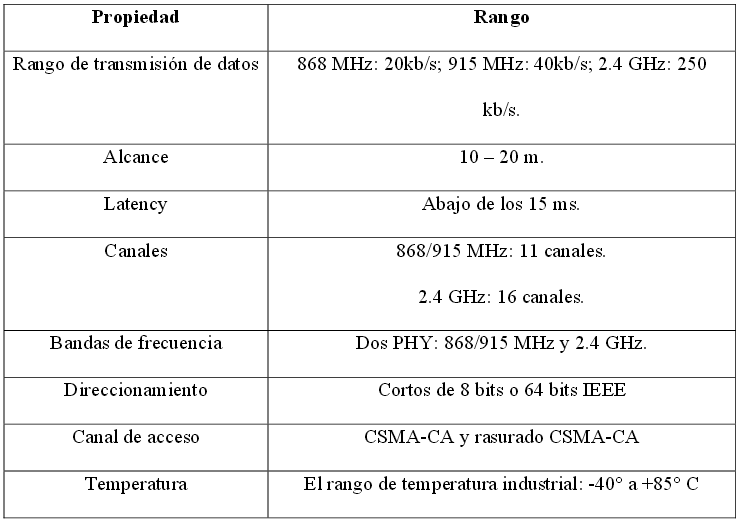 Propiedad Rango
Rango de transmisión de datos 868 MHz: 20kb/s; 915 MHz: 40kb/s; 2.4 GHz: 250
kb/s.
Alcance 10 – 20 m.
Latency Abajo de los 15 ms.
Canales 868/915 MHz: 11 canales.
2.4 GHz: 16 canales.
Bandas de frecuencia Dos PHY: 868/915 MHz y 2.4 GHz.
Direccionamiento Cortos de 8 bits o 64 bits IEEE
Canal de acceso CSMA-CA y rasurado CSMA-CA
Temperatura El rango de temperatura industrial: -40° a +85° C